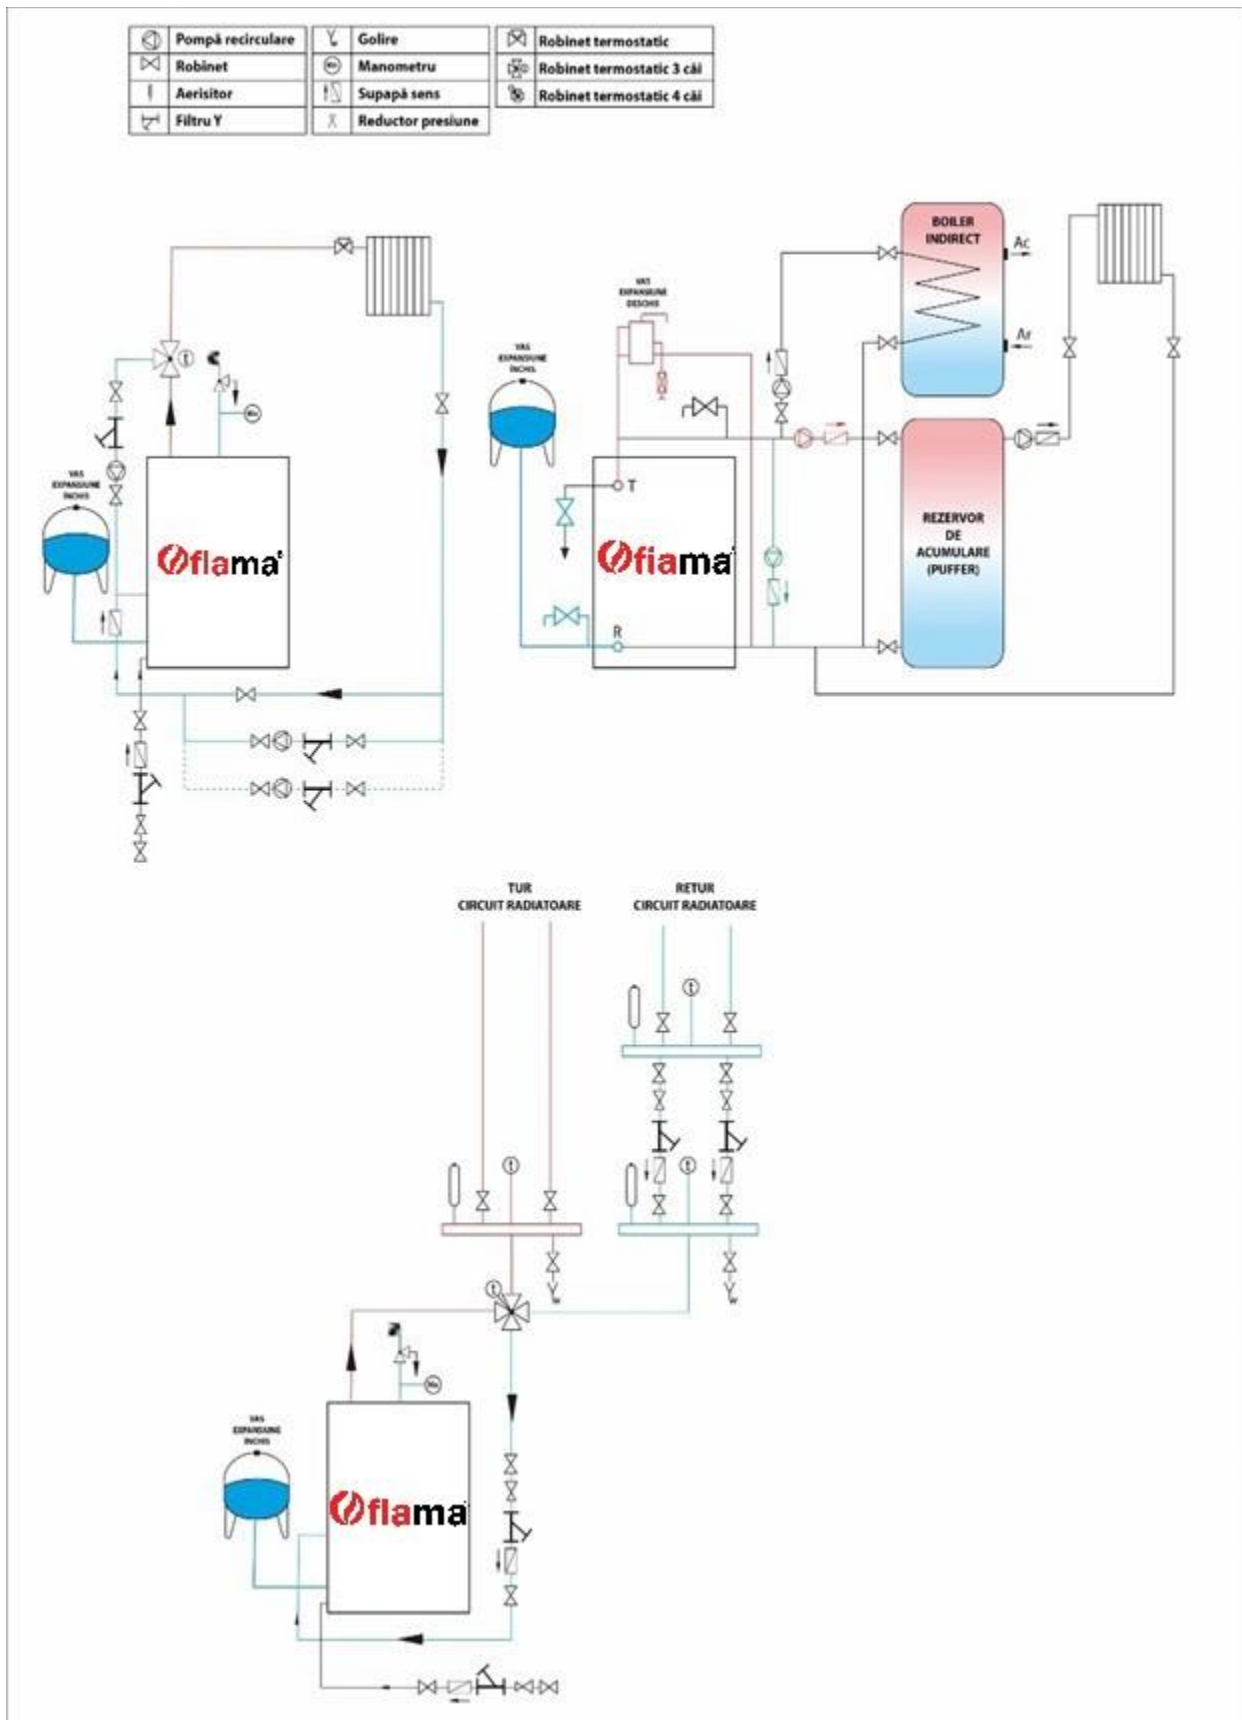 Pompă recirculare
Robinet
Aerisitor
Filtru Y
Golire
Manometru
Supapă sens
Reductor presiune
Robinet termostatic
Robinet termostatic 3 căi
Robinet termostatic 4 căi
t
VAS
EXPANSIUNE
ÎNCHIS
flama
VAS
EXPANSIUNE
DESCHIS
VAS
EXPANSIUNE
ÎNCHIS
T
R
fiama
BOILER
INDIRECT
Ac
Ar
REZERVOR
DE
ACUMULARE
(PUFFER)
TUR
CIRCUIT RADIATOARE
RETUR
CIRCUIT RADIATOARE
t
t
t
t
VAS
EXPANSIUNE
ÎNCHIS
flama